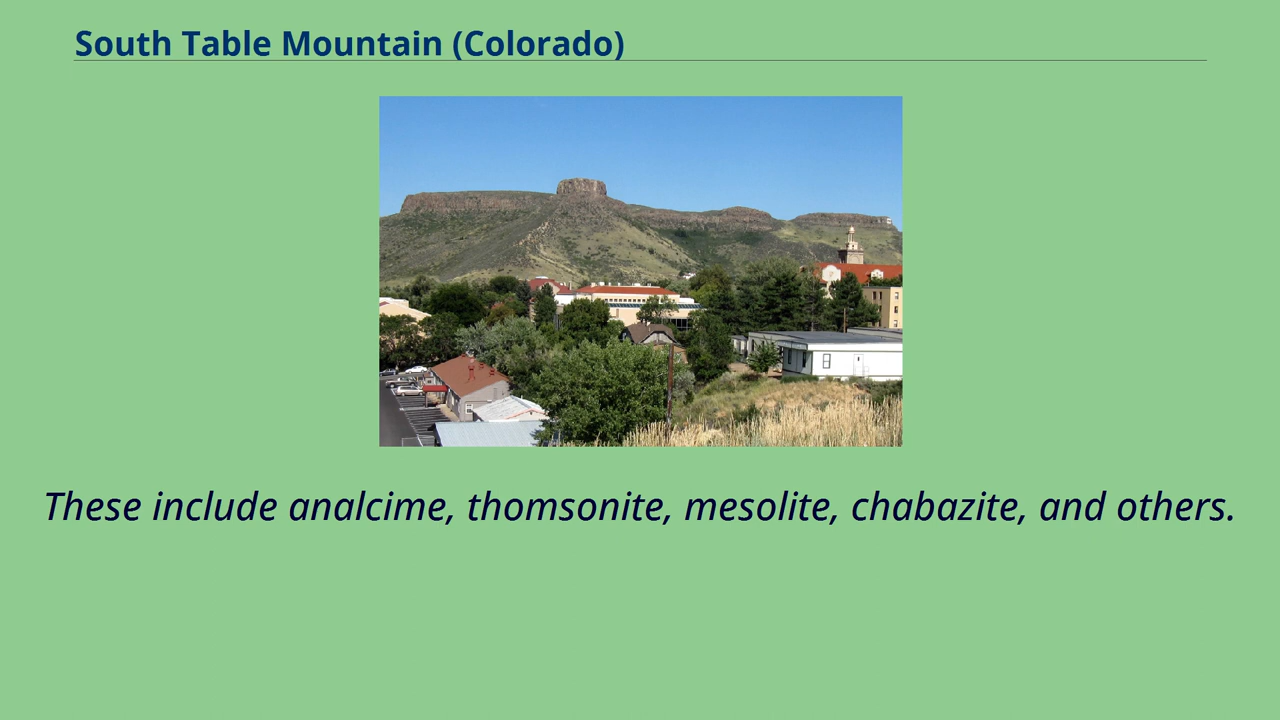 South Table Mountain (Colorado)
These include analcime, thomsonite, mesolite, chabazite, and others.